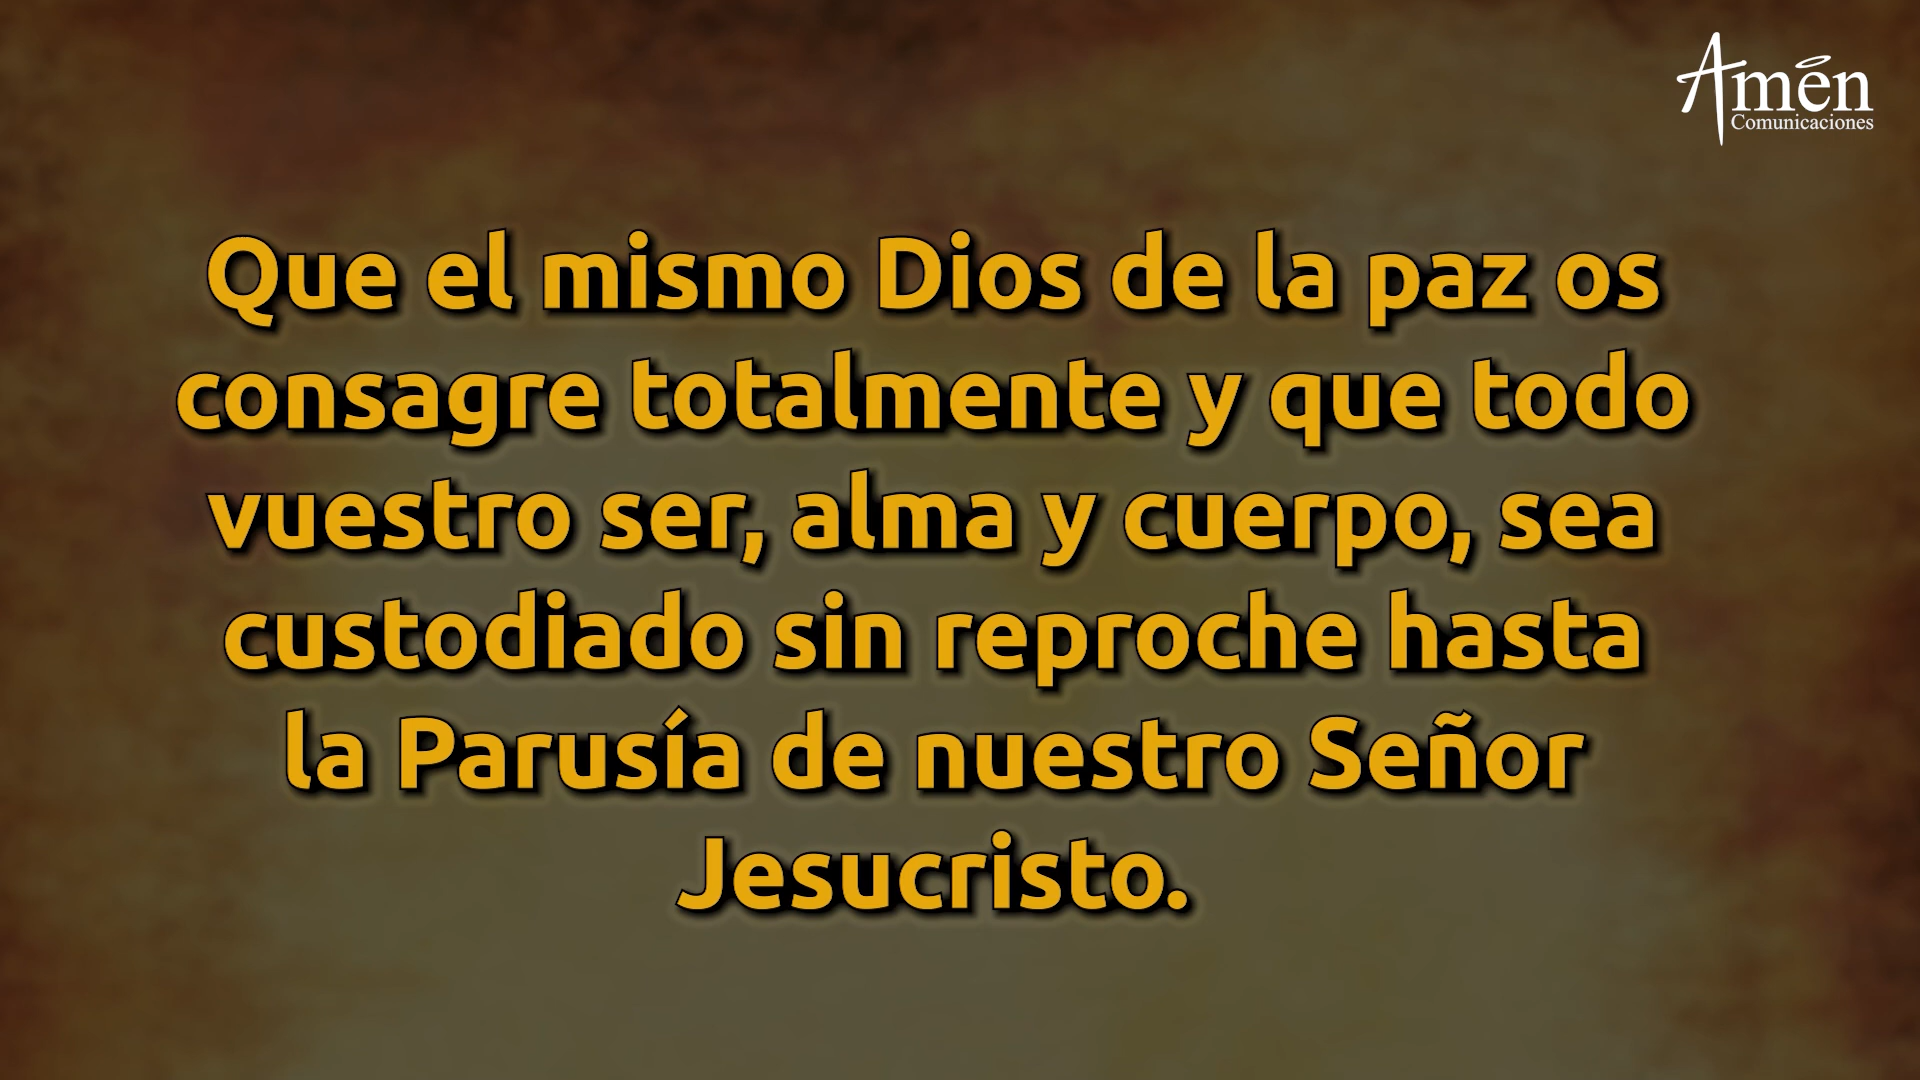 Amén
Comunicaciones
Que el mismo Dios de la paz os
consagre totalmente y que todo
vuestro ser, alma y cuerpo, sea
custodiado sin reproche hasta
la Parusía de nuestro Señor
Jesucristo.